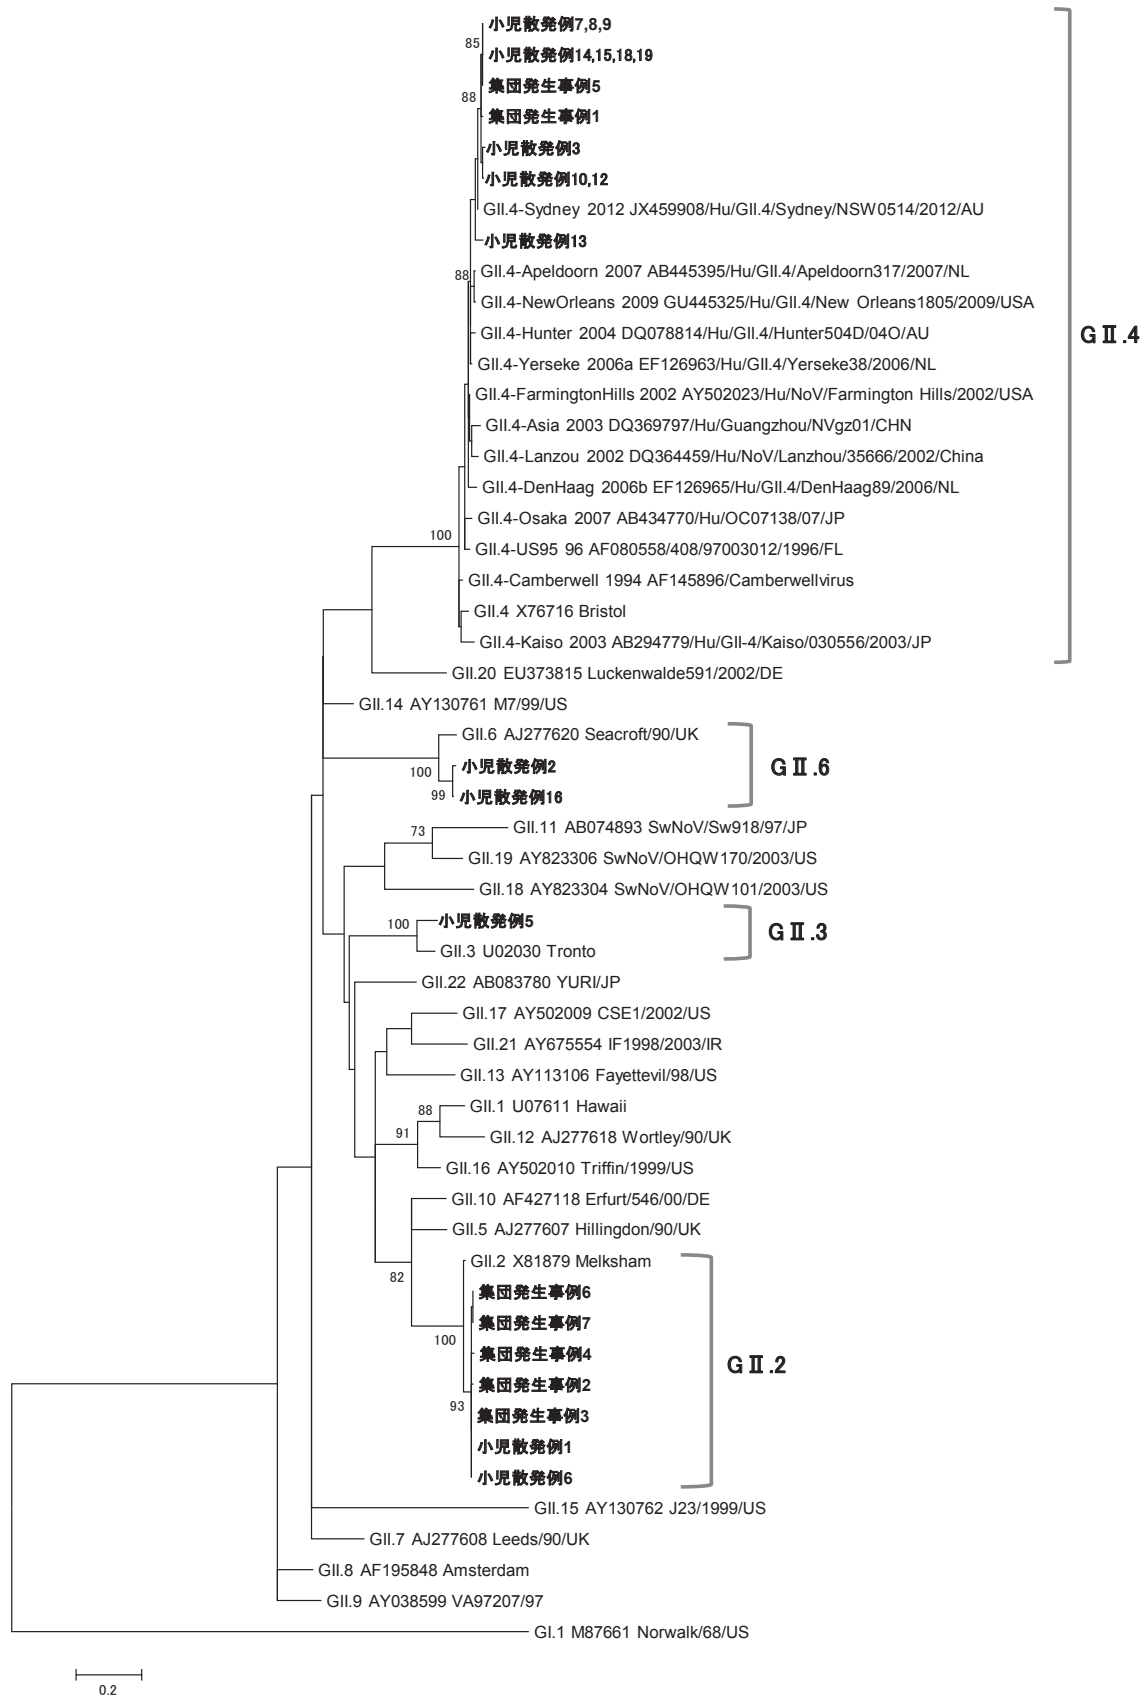 小児散発例7,8,9
85
小児散発例14,15,18,19
集団発生事例5
88
集団発生事例1
小児散発例3
小児散発例10,12
GII.4-Sydney 2012 JX459908/Hu/GII.4/Sydney/NSW0514/2012/AU
小児散発例13
GII.4-Apeldoorn 2007 AB445395/Hu/GII.4/Apeldoorn317/2007/NL
88
GII.4-NewOrleans 2009 GU445325/Hu/GII.4/New Orleans1805/2009/USA
GII.4-Hunter 2004 DQ078814/Hu/GII.4/Hunter504D/04O/AU
GⅡ.4
GII.4-Yerseke 2006a EF126963/Hu/GII.4/Yerseke38/2006/NL
GII.4-FarmingtonHills 2002 AY502023/Hu/NoV/Farmington Hills/2002/USA
GII.4-Asia 2003 DQ369797/Hu/Guangzhou/NVgz01/CHN
GII.4-Lanzou 2002 DQ364459/Hu/NoV/Lanzhou/35666/2002/China
GII.4-DenHaag 2006b EF126965/Hu/GII.4/DenHaag89/2006/NL
GII.4-Osaka 2007 AB434770/Hu/OC07138/07/JP
100
GII.4-US95 96 AF080558/408/97003012/1996/FL
GII.4-Camberwell 1994 AF145896/Camberwellvirus
GII.4 X76716 Bristol
GII.4-Kaiso 2003 AB294779/Hu/GII-4/Kaiso/030556/2003/JP
GII.20 EU373815 Luckenwalde591/2002/DE
GII.14 AY130761 M7/99/US
GII.6 AJ277620 Seacroft/90/UK
小児散発例2
GⅡ.6
100
小児散発例16
99
GII.11 AB074893 SwNoV/Sw918/97/JP
73
GII.19 AY823306 SwNoV/OHQW170/2003/US
GII.18 AY823304 SwNoV/OHQW101/2003/US
小児散発例5
100
GⅡ.3
GII.3 U02030 Tronto
GII.22 AB083780 YURI/JP
GII.17 AY502009 CSE1/2002/US
GII.21 AY675554 IF1998/2003/IR
GII.13 AY113106 Fayettevil/98/US
GII.1 U07611 Hawaii
88
91
GII.12 AJ277618 Wortley/90/UK
GII.16 AY502010 Triffin/1999/US
GII.10 AF427118 Erfurt/546/00/DE
GII.5 AJ277607 Hillingdon/90/UK
GII.2 X81879 Melksham
82
集団発生事例6
集団発生事例7
100
集団発生事例4
GⅡ.2
集団発生事例2
93
集団発生事例3
小児散発例1
小児散発例6
GII.15 AY130762 J23/1999/US
GII.7 AJ277608 Leeds/90/UK
GII.8 AF195848 Amsterdam
GII.9 AY038599 VA97207/97
GI.1 M87661 Norwalk/68/US
0.2